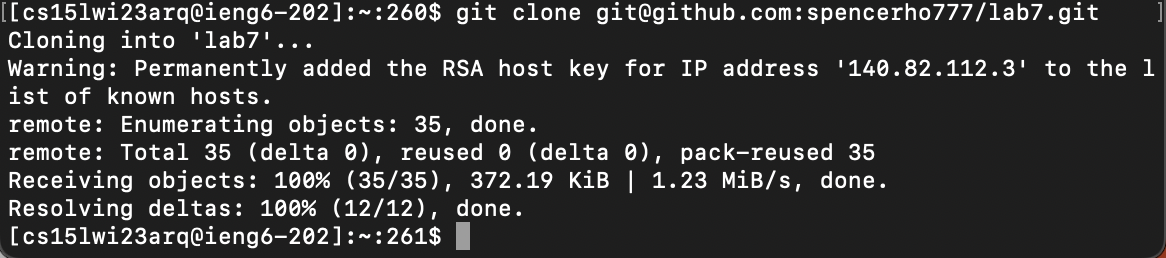 [[cs15lwi23arq@ieng6-202]:~:260$ git clone git@github.com:spencerho777/lab7.git ]
Cloning into 'lab7'...
Warning: Permanently added the RSA host key for IP address '140.82.112.3' to the l
ist of known hosts.
remote: Enumerating objects: 35, done.
remote: Total 35 (delta 0), reused 0 (delta 0), pack-reused 35
Receiving objects: 100% (35/35), 372.19 KiB | 1.23 MiB/s, done.
Resolving deltas: 100% (12/12), done.
[cs15lwi23arq@ieng6-202]:~:261$